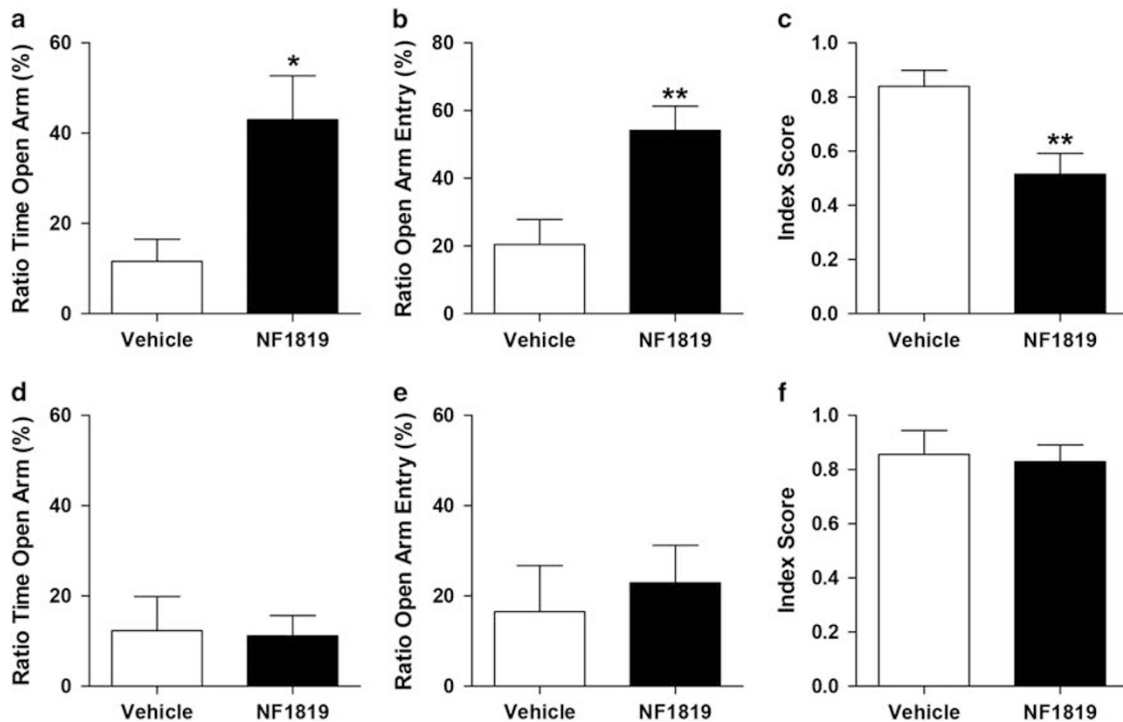 a
Ratio Time Open Arm (%)
60
40
20
0
*
Vehicle NF1819
b
Ratio Open Arm Entry (%)
80
60
40
20
0
**
Vehicle NF1819
c
Index Score
1.0
0.8
0.6
0.4
0.2
0.0
**
Vehicle NF1819
d
Ratio Time Open Arm (%)
60
40
20
0
Vehicle NF1819
e
Ratio Open Arm Entry (%)
60
40
20
0
Vehicle NF1819
f
Index Score
1.0
0.8
0.6
0.4
0.2
0.0
Vehicle NF1819